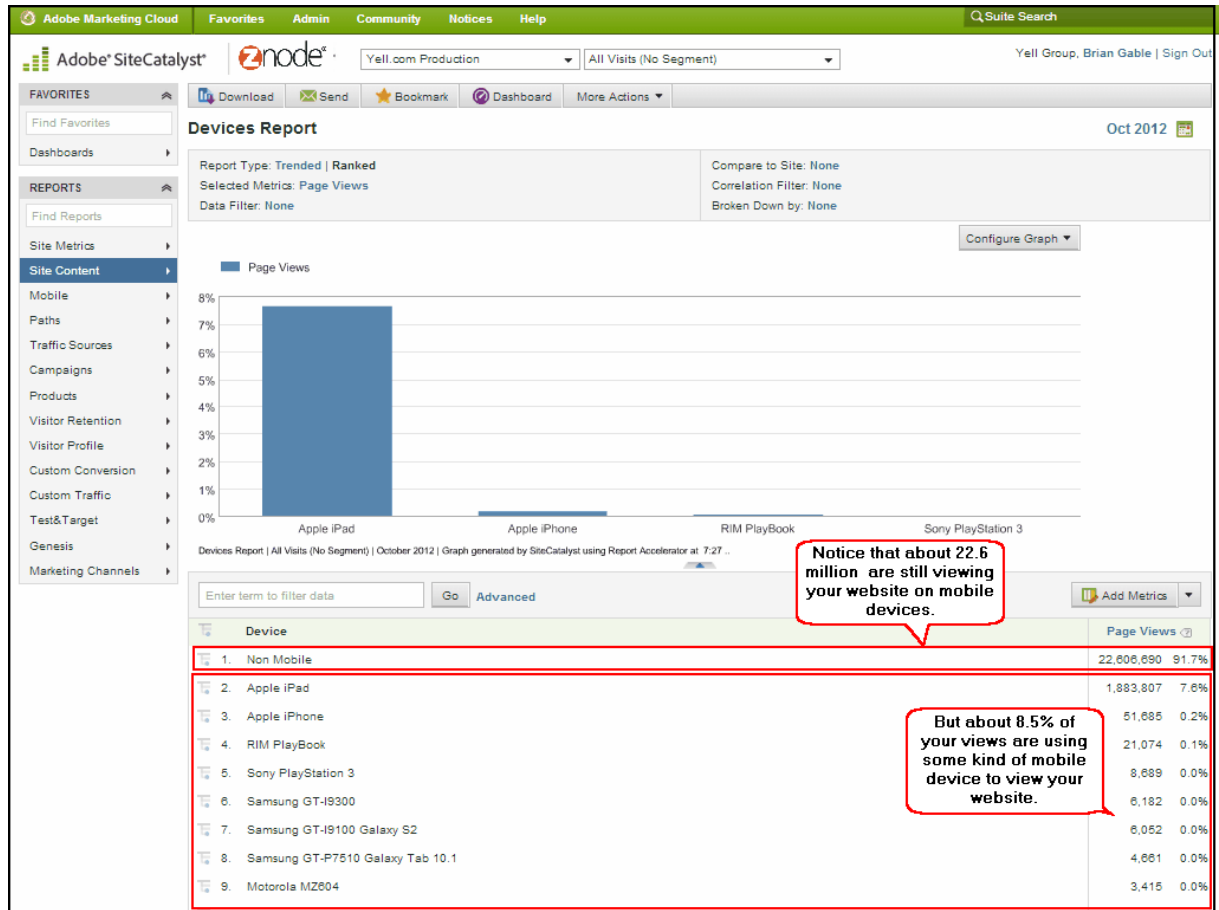 Adobe Marketing Cloud Favorites Admin Community Notices Help Suite Search
Adobe® SiteCatalyst® znode® Yell.com Production All Visits (No Segment) Yell Group, Brian Gable | Sign Out
FAVORITES
Find Favorites
Dashboards
REPORTS
Find Reports
Site Metrics
Site Content
Mobile
Paths
Traffic Sources
Campaigns
Products
Visitor Retention
Visitor Profile
Custom Conversion
Custom Traffic
Test&Target
Genesis
Marketing Channels
Download Send Bookmark Dashboard More Actions
Devices Report Oct 2012
Report Type: Trended | Ranked
Selected Metrics: Page Views
Data Filter: None
Compare to Site: None
Correlation Filter: None
Broken Down by: None
Configure Graph
Page Views
8%
7%
6%
5%
4%
3%
2%
1%
0%
Apple iPad Apple iPhone RIM PlayBook Sony PlayStation 3
Devices Report | All Visits (No Segment) | October 2012 | Graph generated by SiteCatalyst using Report Accelerator at 7:27 ..
Notice that about 22.6
million are still viewing
your website on mobile
devices.
Enter term to filter data Go Advanced Add Metrics
Device Page Views
1. Non Mobile 22,606,690 91.7%
2. Apple iPad 1,883,807 7.6%
3. Apple iPhone 51,685 0.2%
4. RIM PlayBook 21,074 0.1%
5. Sony PlayStation 3 8,689 0.0%
6. Samsung GT-I9300 6,182 0.0%
7. Samsung GT-I9100 Galaxy S2 6,052 0.0%
8. Samsung GT-P7510 Galaxy Tab 10.1 4,661 0.0%
9. Motorola MZ604 3,415 0.0%
But about 8.5% of
your views are using
some kind of mobile
device to view your
website.